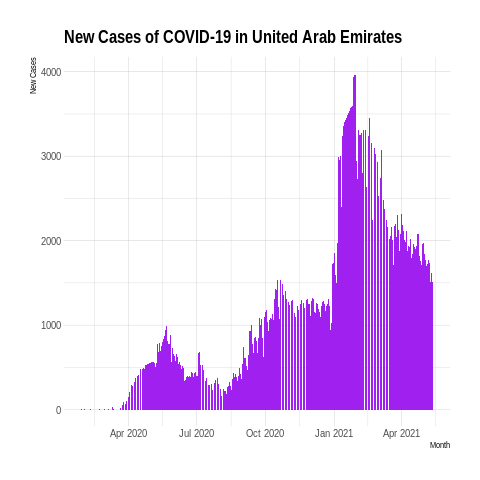 New Cases of COVID-19 in United Arab Emirates
New Cases
4000
3000
2000
1000
0
Apr 2020 Jul 2020 Oct 2020 Jan 2021 Apr 2021
Month